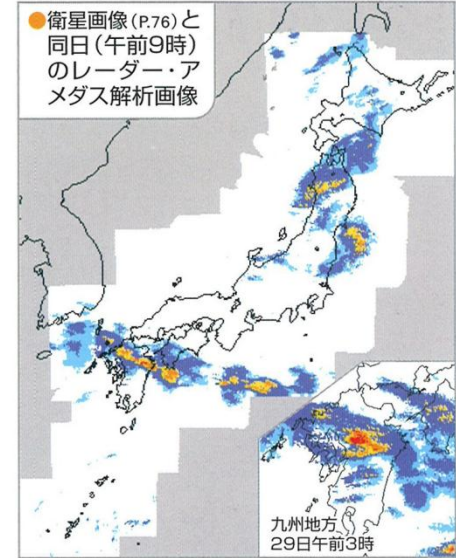 ●衛星画像(P.76)と
同日(午前9時)
のレーダー・ア
メダス解析画像
九州地方
29日午前3時